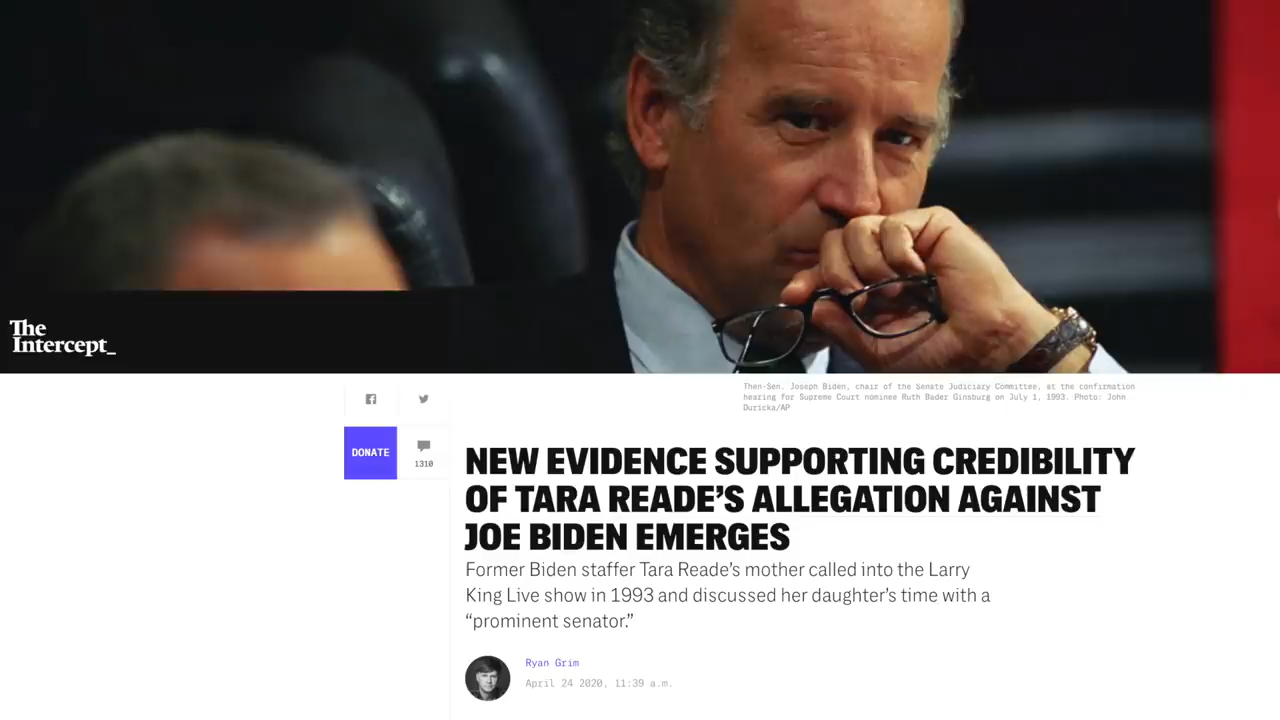 The
Intercept_
Then-Sen. Joseph Biden, chair of the Senate Judiciary Committee, at the confirmation
hearing for Supreme Court nominee Ruth Bader Ginsburg on July 1, 1993. Photo: John
Duricka/AP
DONATE
1310
NEW EVIDENCE SUPPORTING CREDIBILITY
OF TARA READE’S ALLEGATION AGAINST
JOE BIDEN EMERGES
Former Biden staffer Tara Reade’s mother called into the Larry
King Live show in 1993 and discussed her daughter’s time with a
“prominent senator.”
Ryan Grim
April 24 2020, 11:39 a.m.